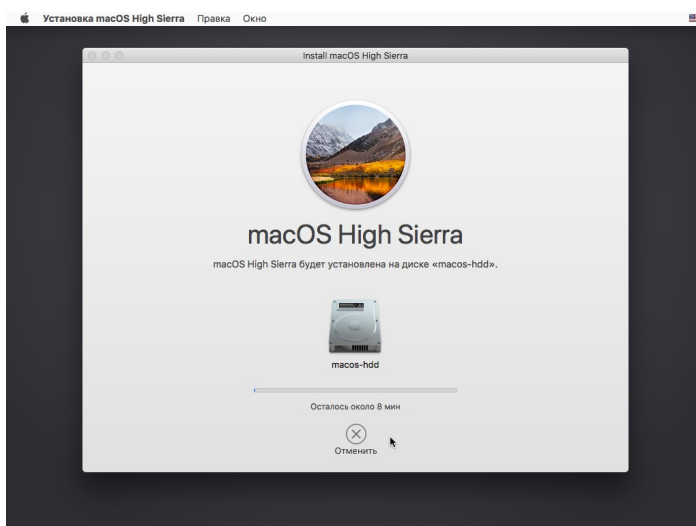 Установка macOS High Sierra Правка Окно
Install macOS High Sierra
macOS High Sierra
macOS High Sierra будет установлена на диске «macos-hdd».
macos-hdd
Осталось около 8 мин
Отменить